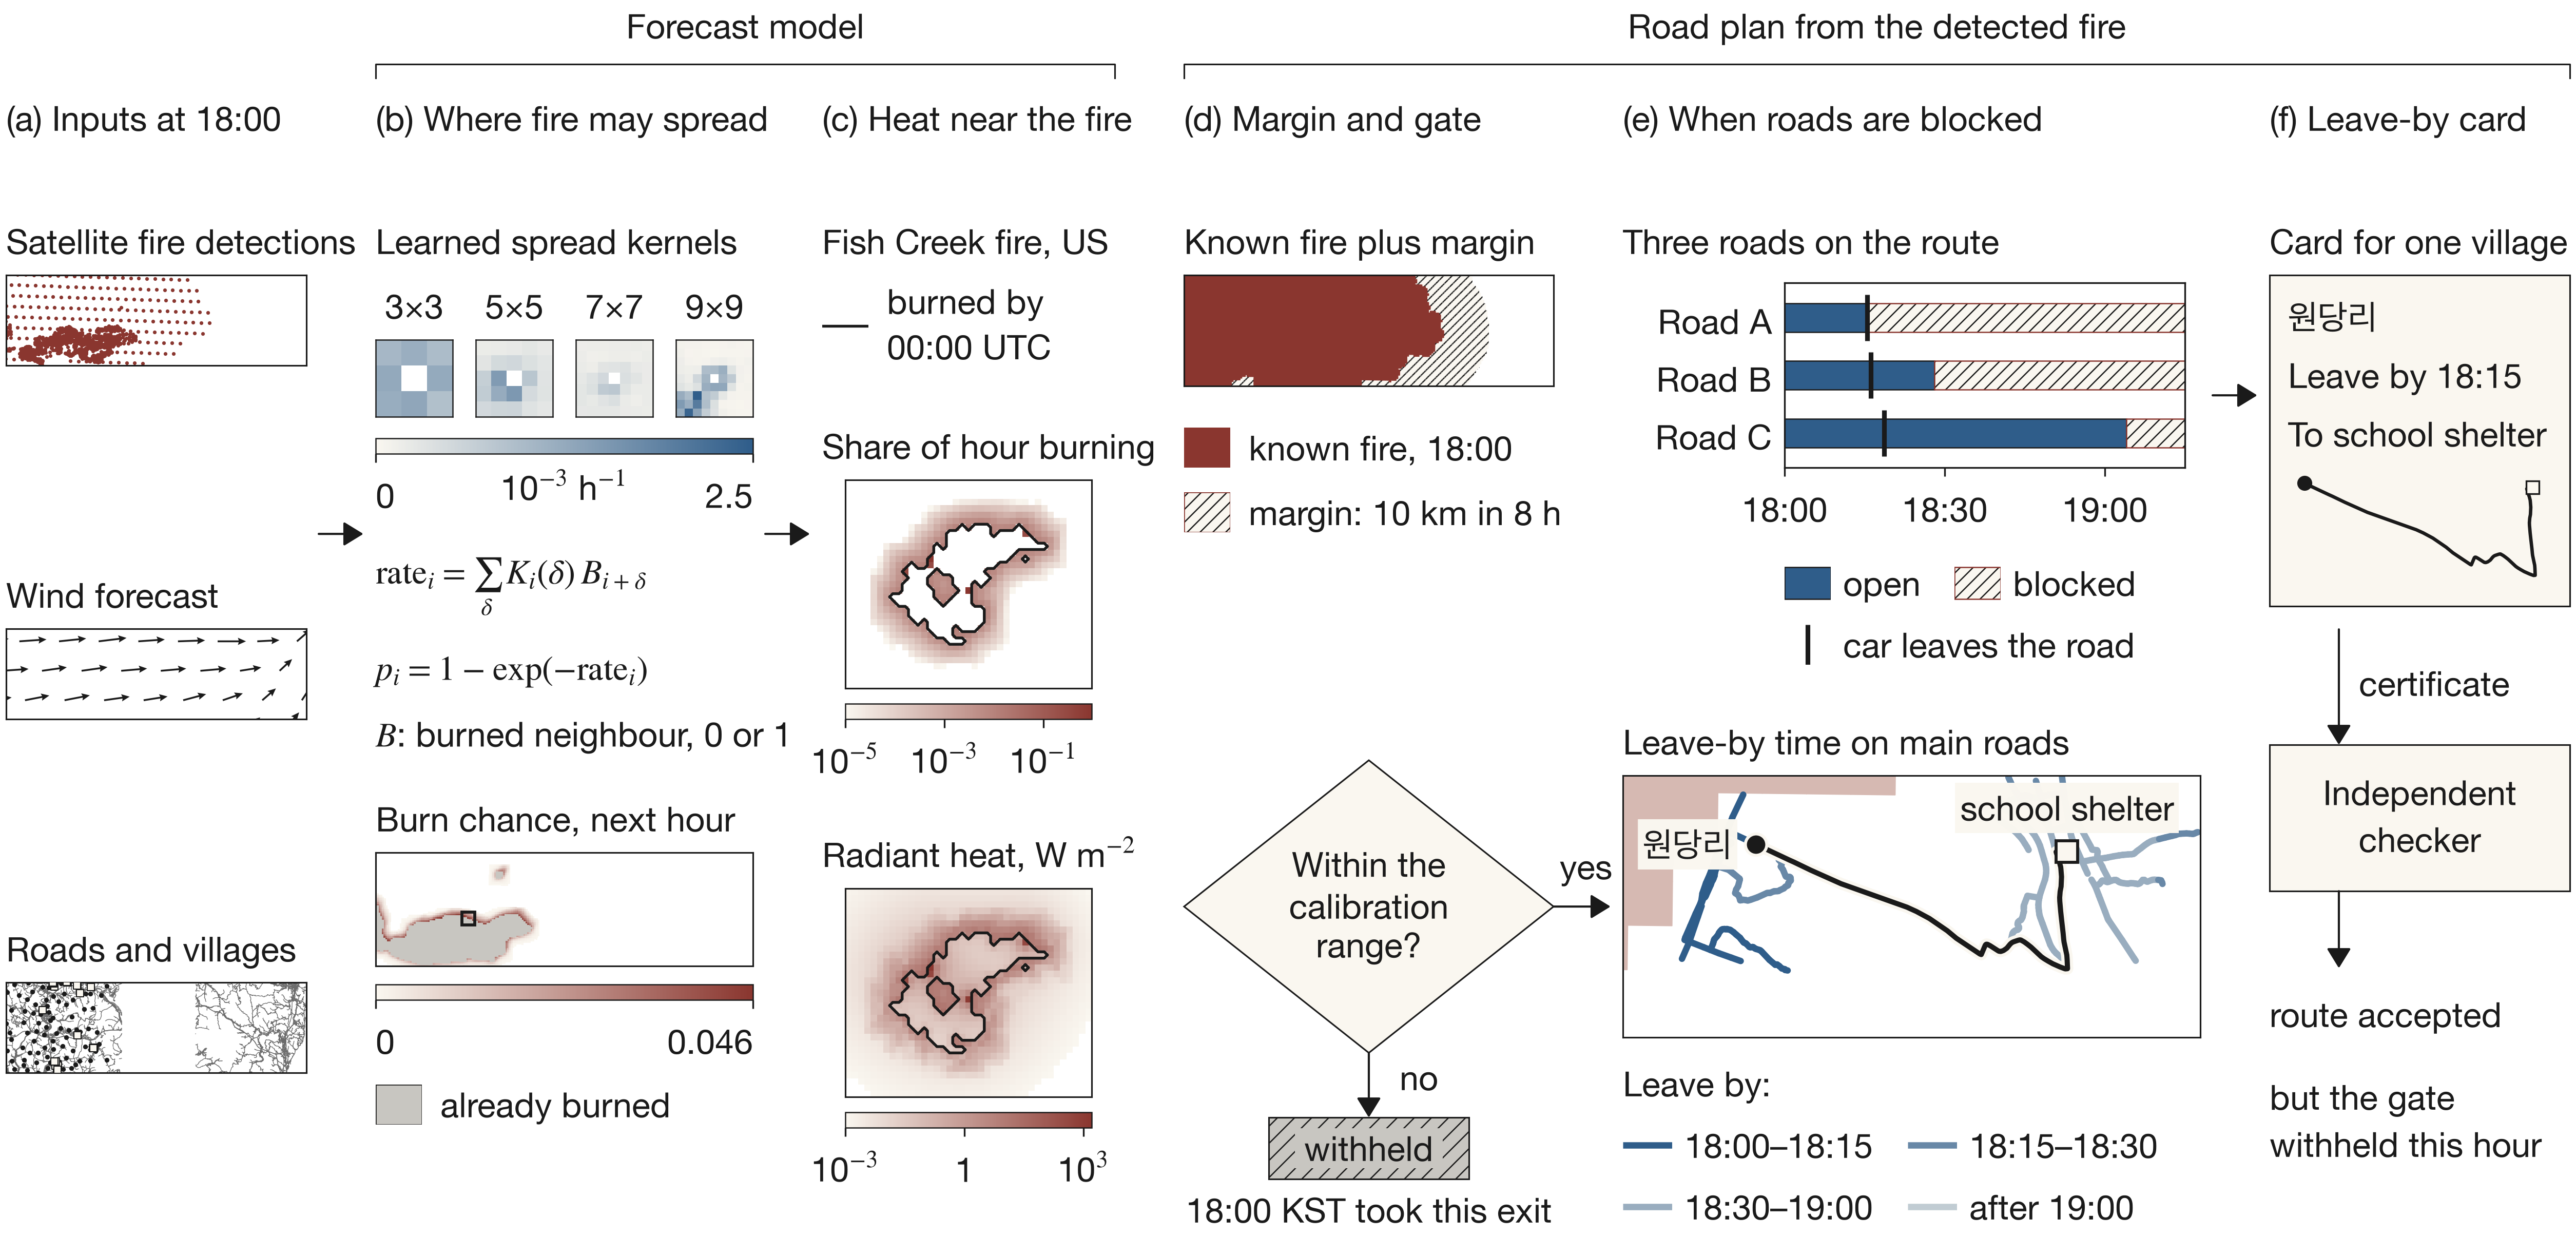 Forecast model
Road plan from the detected fire
(a) Inputs at 18:00
(b) Where fire may spread
(c) Heat near the fire
(d) Margin and gate
(e) When roads are blocked
(f) Leave-by card
Satellite fire detections
Wind forecast
Roads and villages
Learned spread kernels
3×3
5×5
7×7
9×9
0
10⁻³ h⁻¹
2.5
rateᵢ = ∑δ Kᵢ(δ) Bᵢ₊δ
pᵢ = 1 − exp(−rateᵢ)
B: burned neighbour, 0 or 1
Burn chance, next hour
0
0.046
already burned
Fish Creek fire, US
burned by
00:00 UTC
Share of hour burning
10⁻⁵
10⁻³
10⁻¹
Radiant heat, W m⁻²
10⁻³
1
10³
Known fire plus margin
known fire, 18:00
margin: 10 km in 8 h
Within the
calibration
range?
yes
no
withheld
18:00 KST took this exit
Three roads on the route
Road A
Road B
Road C
18:00
18:30
19:00
open
blocked
car leaves the road
Leave-by time on main roads
school shelter
원당리
Leave by:
18:00–18:15
18:15–18:30
18:30–19:00
after 19:00
Card for one village
원당리
Leave by 18:15
To school shelter
certificate
Independent
checker
route accepted
but the gate
withheld this hour